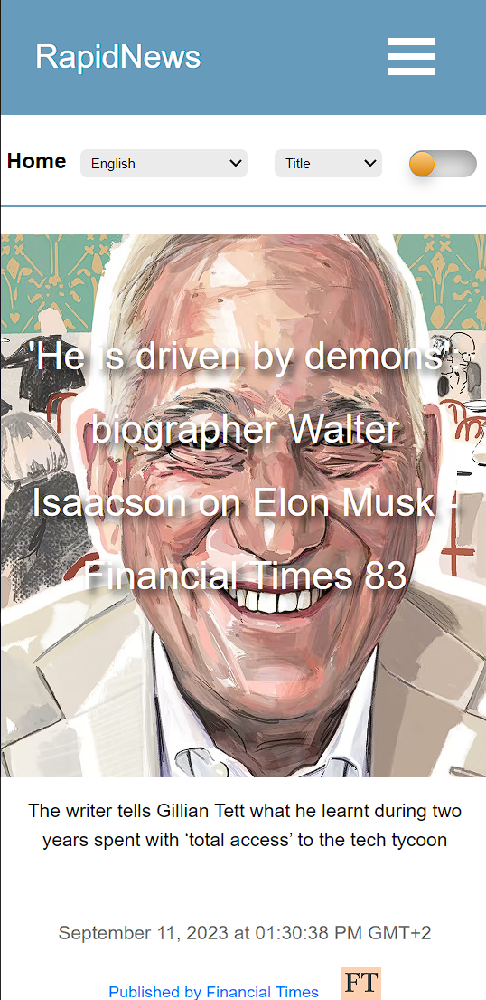 RapidNews
Home English Title
'He is driven by demons'
biographer Walter
Isaacson on Elon Musk -
Financial Times 83
The writer tells Gillian Tett what he learnt during two
years spent with ‘total access’ to the tech tycoon
September 11, 2023 at 01:30:38 PM GMT+2
Published by Financial Times FT